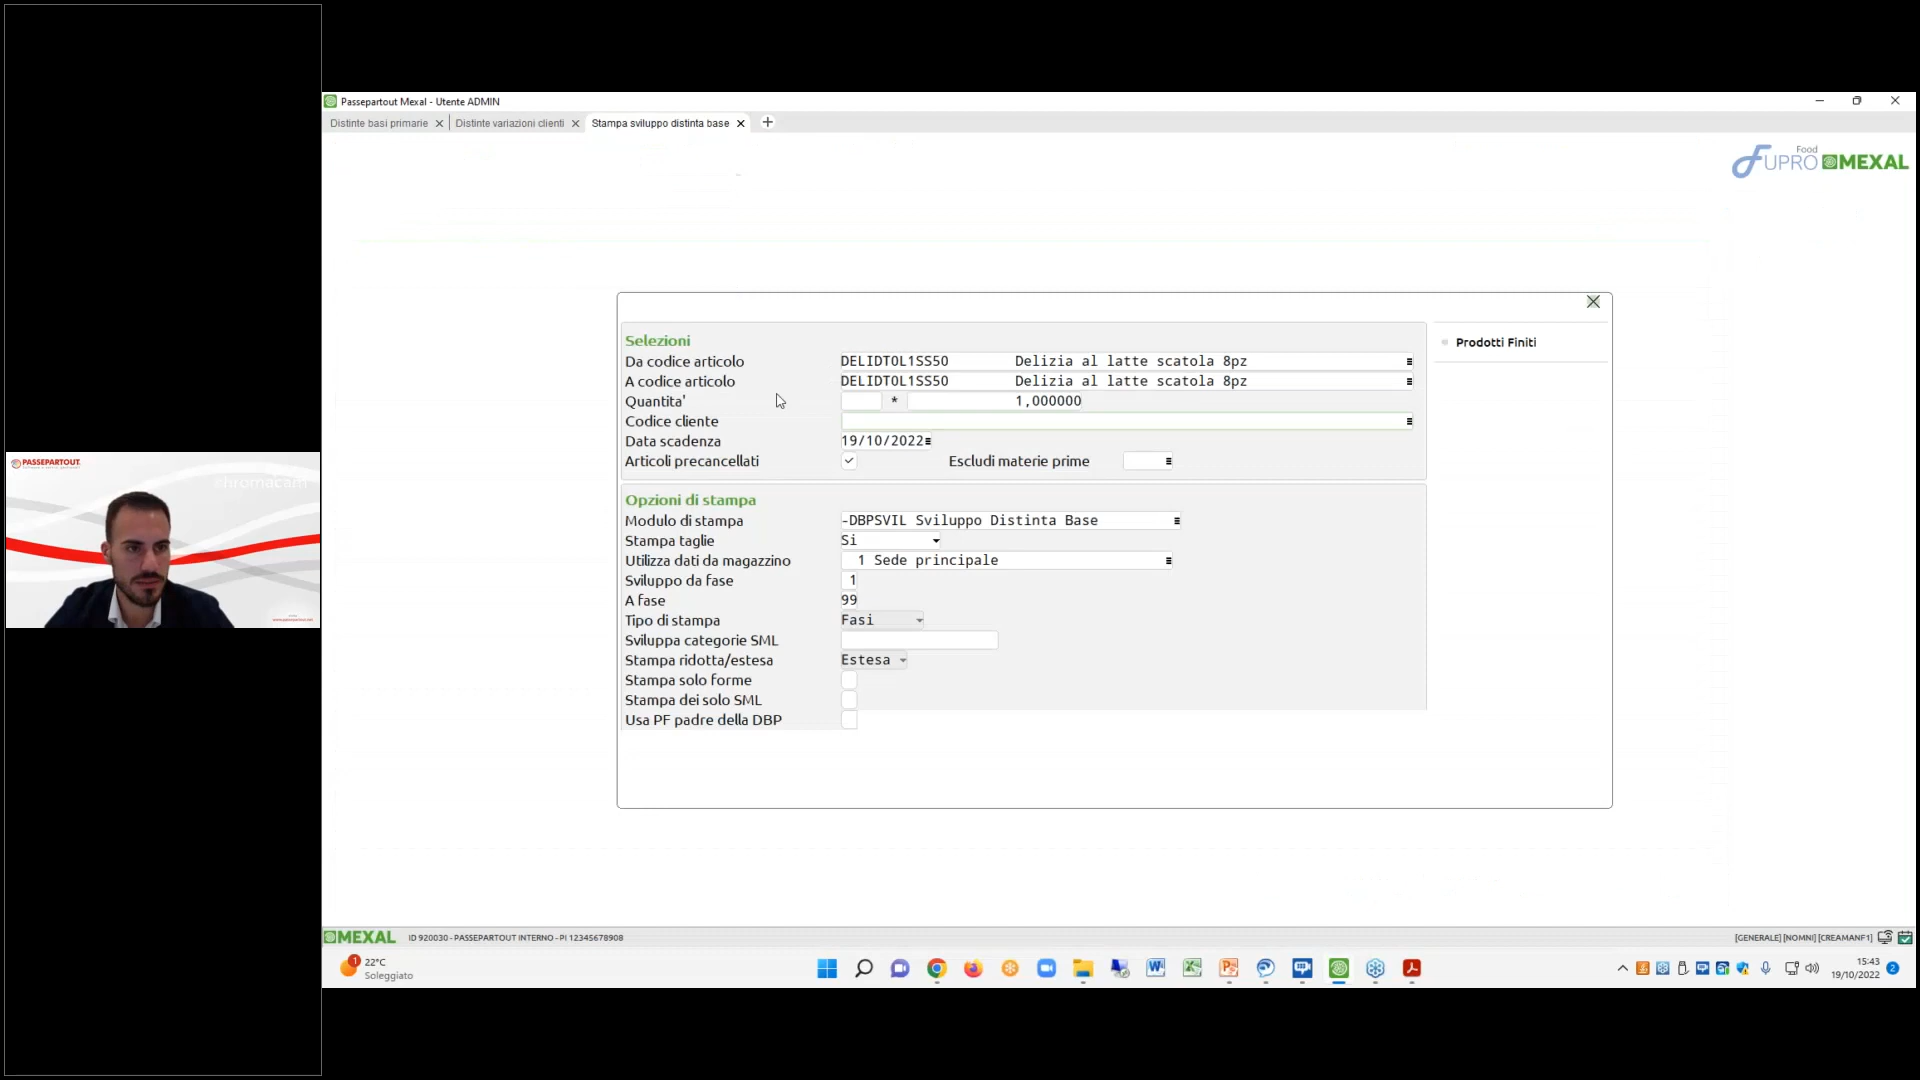 Passepartout Mexal - Utente ADMIN
Distinte basi primarie
Distinte variazioni clienti
Stampa sviluppo distinta base
Food
FUPRO MEXAL
Selezioni
Da codice articolo DELIDT0L1SS50 Delizia al latte scatola 8pz
A codice articolo DELIDT0L1SS50 Delizia al latte scatola 8pz
Quantita' * 1,000000
Codice cliente
Data scadenza 19/10/2022
Articoli precancellati Escludi materie prime
Prodotti Finiti
Opzioni di stampa
Modulo di stampa -DBPSVIL Sviluppo Distinta Base
Stampa taglie Si
Utilizza dati da magazzino 1 Sede principale
Sviluppo da fase 1
A fase 99
Tipo di stampa Fasi
Sviluppa categorie SML
Stampa ridotta/estesa Estesa
Stampa solo forme
Stampa dei solo SML
Usa PF padre della DBP
PASSEPARTOUT
chromacam
MEXAL ID 920030 - PASSEPARTOUT INTERNO - PI 12345678908
[GENERALE] [NOMNI] [CREAMANF1]
1
22°C
Soleggiato
15:43
19/10/2022
2